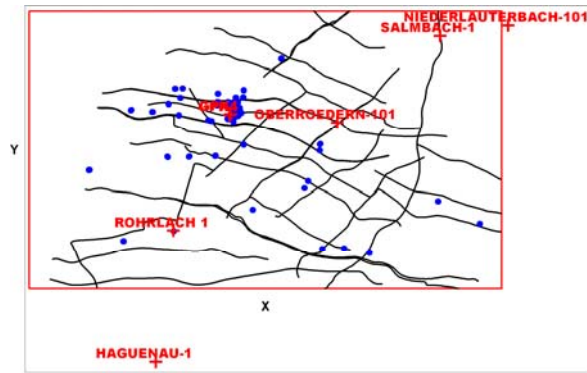 NIEDERLAUTERBACH-101
SALMBACH-1
OBERROEDERN-101
Y
ROHRLACH 1
X
HAGUENAU-1